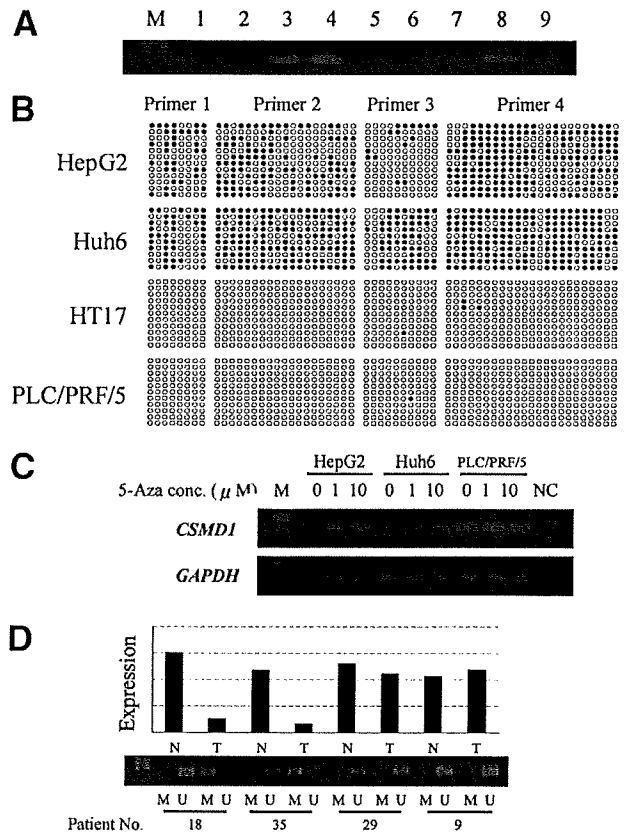 A
M 1 2 3 4 5 6 7 8 9
B
Primer 1 Primer 2 Primer 3 Primer 4
HepG2
Huh6
HT17
PLC/PRF/5
C
HepG2 Huh6 PLC/PRF/5
5-Aza conc. (μM) M 0 1 10 0 1 10 0 1 10 NC
CSMD1
GAPDH
D
Expression
N T N T N T N T
M U M U M U M U M U M U M U M U
Patient No. 18 35 29 9